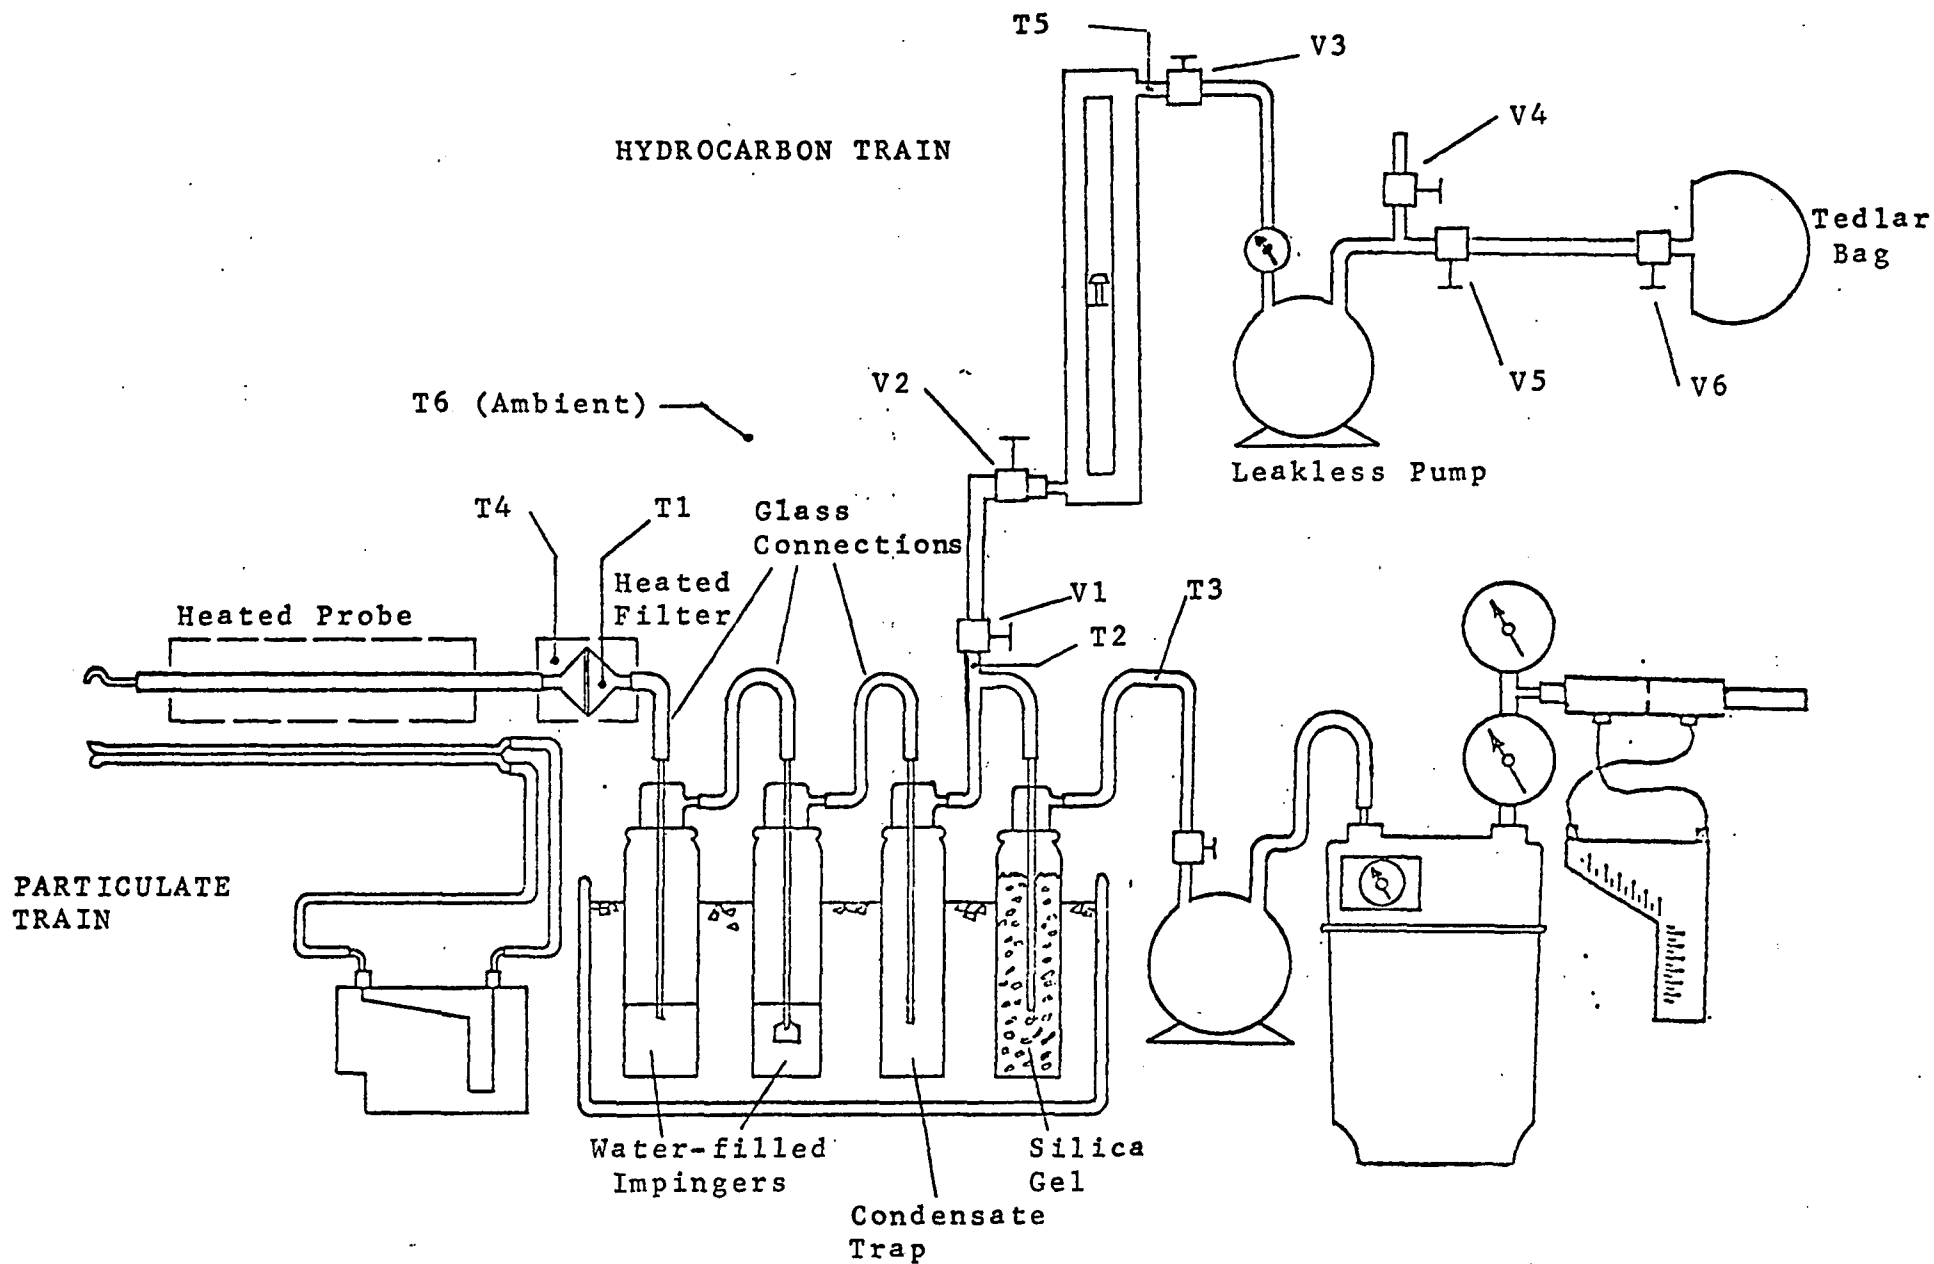 T5
V3
V4
HYDROCARBON TRAIN
Tedlar
Bag
V2
V5
V6
T6 (Ambient)
Leakless Pump
T4
T1
Glass
Connections
Heated
Filter
V1
T3
Heated Probe
T2
PARTICULATE
TRAIN
Water-filled
Impingers
Silica
Gel
Condensate
Trap